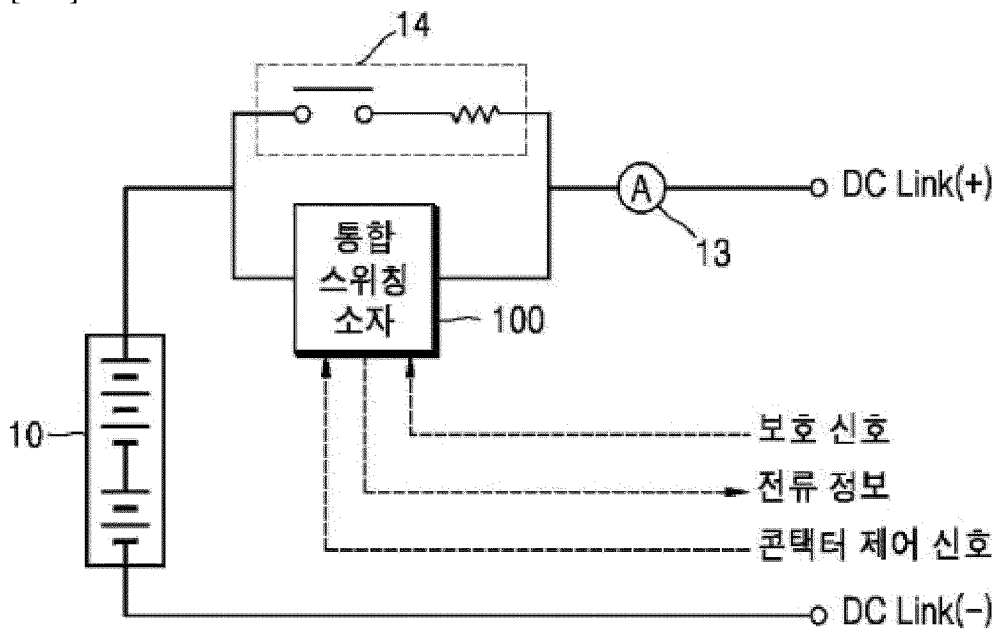 14
A
DC Link(+)
13
통합
스위칭
소자
100
10
보호 신호
전류 정보
콘택터 제어 신호
DC Link(-)